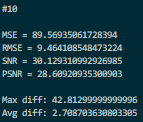 #10
MSE = 89.56935061728394
RMSE = 9.464108548473224
SNR = 30.129310992926985
PSNR = 28.60920935300903
Max diff: 42.81299999999996
Avg diff: 2.708703630803305